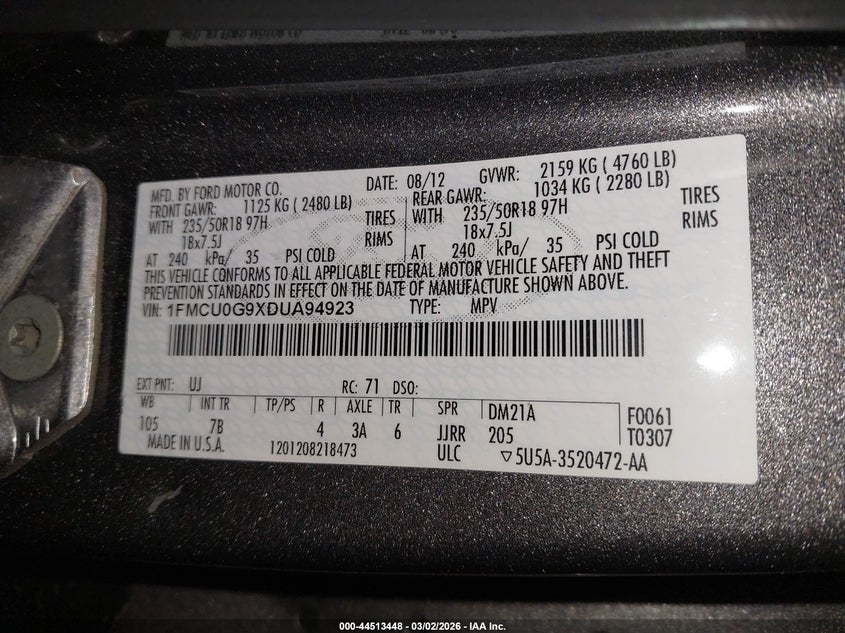 MFD. BY FORD MOTOR CO. DATE: 08/12 GVWR: 2159 KG ( 4760 LB)
FRONT GAWR: 1125 KG ( 2480 LB) REAR GAWR: 1034 KG ( 2280 LB)
WITH 235/50R18 97H TIRES WITH 235/50R18 97H TIRES
18x7.5J RIMS 18x7.5J RIMS
AT 240 kPa/ 35 PSI COLD AT 240 kPa/ 35 PSI COLD
THIS VEHICLE CONFORMS TO ALL APPLICABLE FEDERAL MOTOR VEHICLE SAFETY AND THEFT
PREVENTION STANDARDS IN EFFECT ON THE DATE OF MANUFACTURE SHOWN ABOVE.
VIN: 1FMCU0G9XDUA94923 TYPE: MPV
EXT PNT: UJ RC: 71 DSO:
WB INT TR TP/PS R AXLE TR SPR DM21A F0061
105 7B 4 3A 6 JJRR 205 T0307
MADE IN U.S.A. 1201208218473 ULC ▽5U5A-3520472-AA
000-44513448 - 03/02/2026 - IAA Inc.